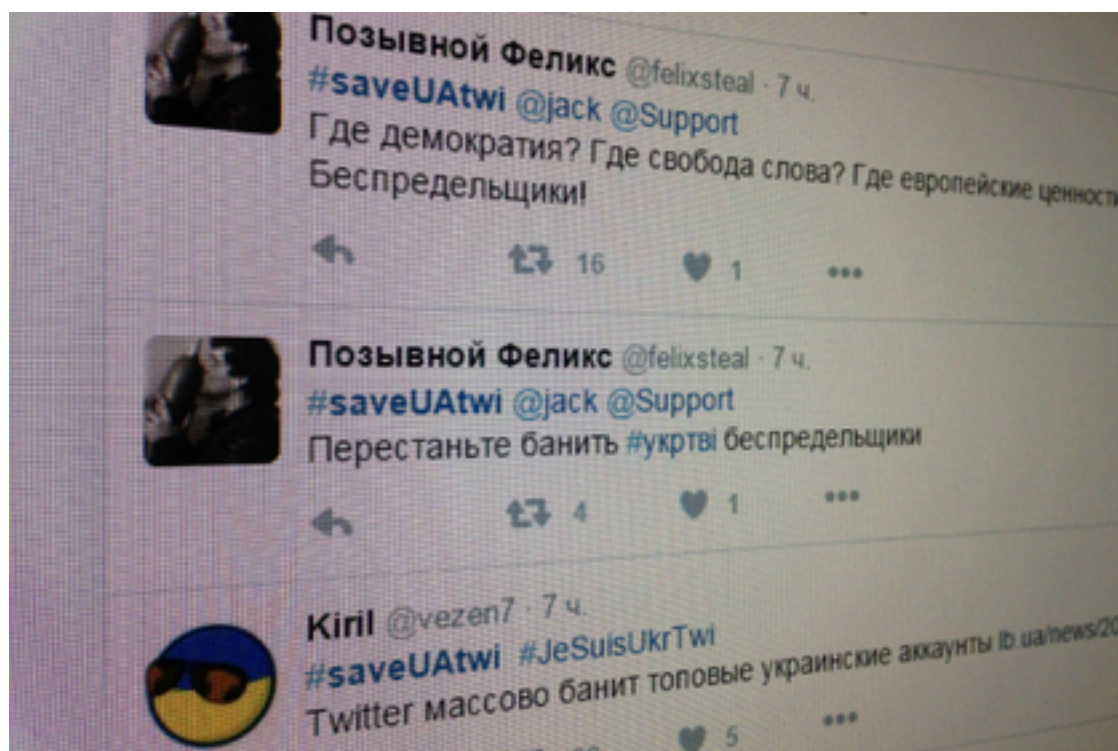 Позывной Феликс @felixsteal · 7 ч.
#saveUAtwi @jack @Support
Где демократия? Где свобода слова? Где европейские ценности
Беспредельщики!
16 1
Позывной Феликс @felixsteal · 7 ч.
#saveUAtwi @jack @Support
Перестаньте банить #укртві беспредельщики
4 1
Kiril @vezen7 · 7 ч.
#saveUAtwi #JeSuisUkrTwi
Twitter массово банит топовые украинские аккаунты lb.ua/news/20
5